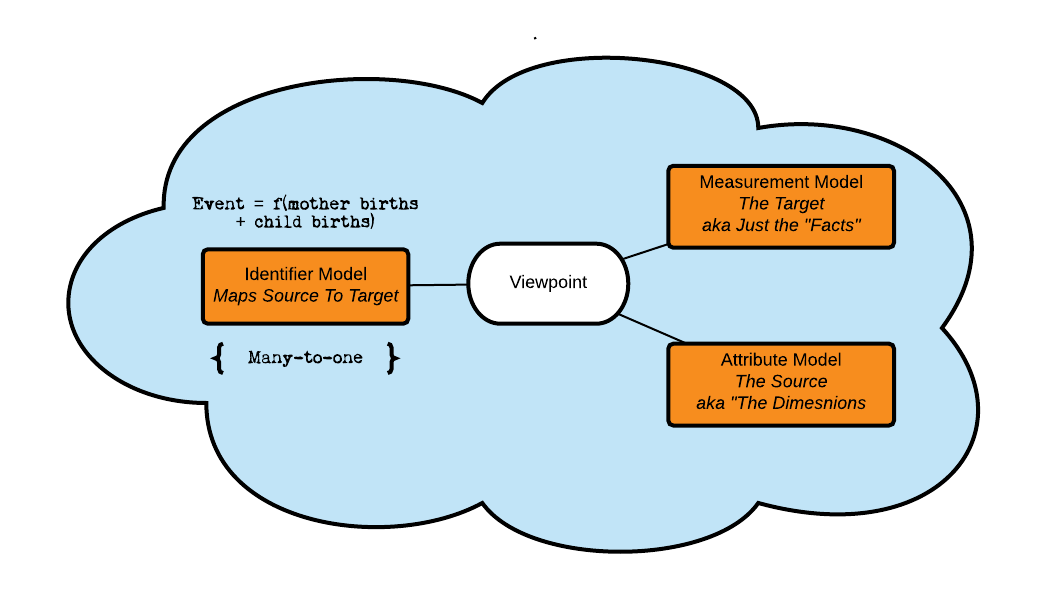 Event = f(mother births
+ child births)
Identifier Model
Maps Source To Target
{ Many-to-one }
Viewpoint
Measurement Model
The Target
aka Just the "Facts"
Attribute Model
The Source
aka "The Dimesnions